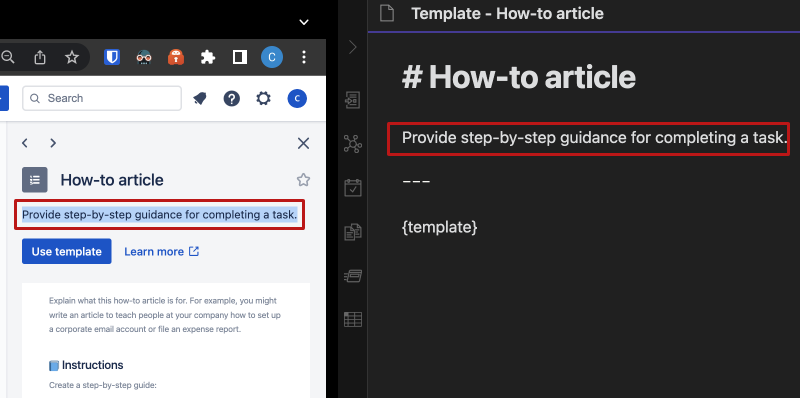 C
Search
C
How-to article
Provide step-by-step guidance for completing a task.
Use template
Learn more
Explain what this how-to article is for. For example, you might
write an article to teach people at your company how to set up
a corporate email account or file an expense report.
Instructions
Create a step-by-step guide:
Template - How-to article
# How-to article
Provide step-by-step guidance for completing a task.
---
{template}